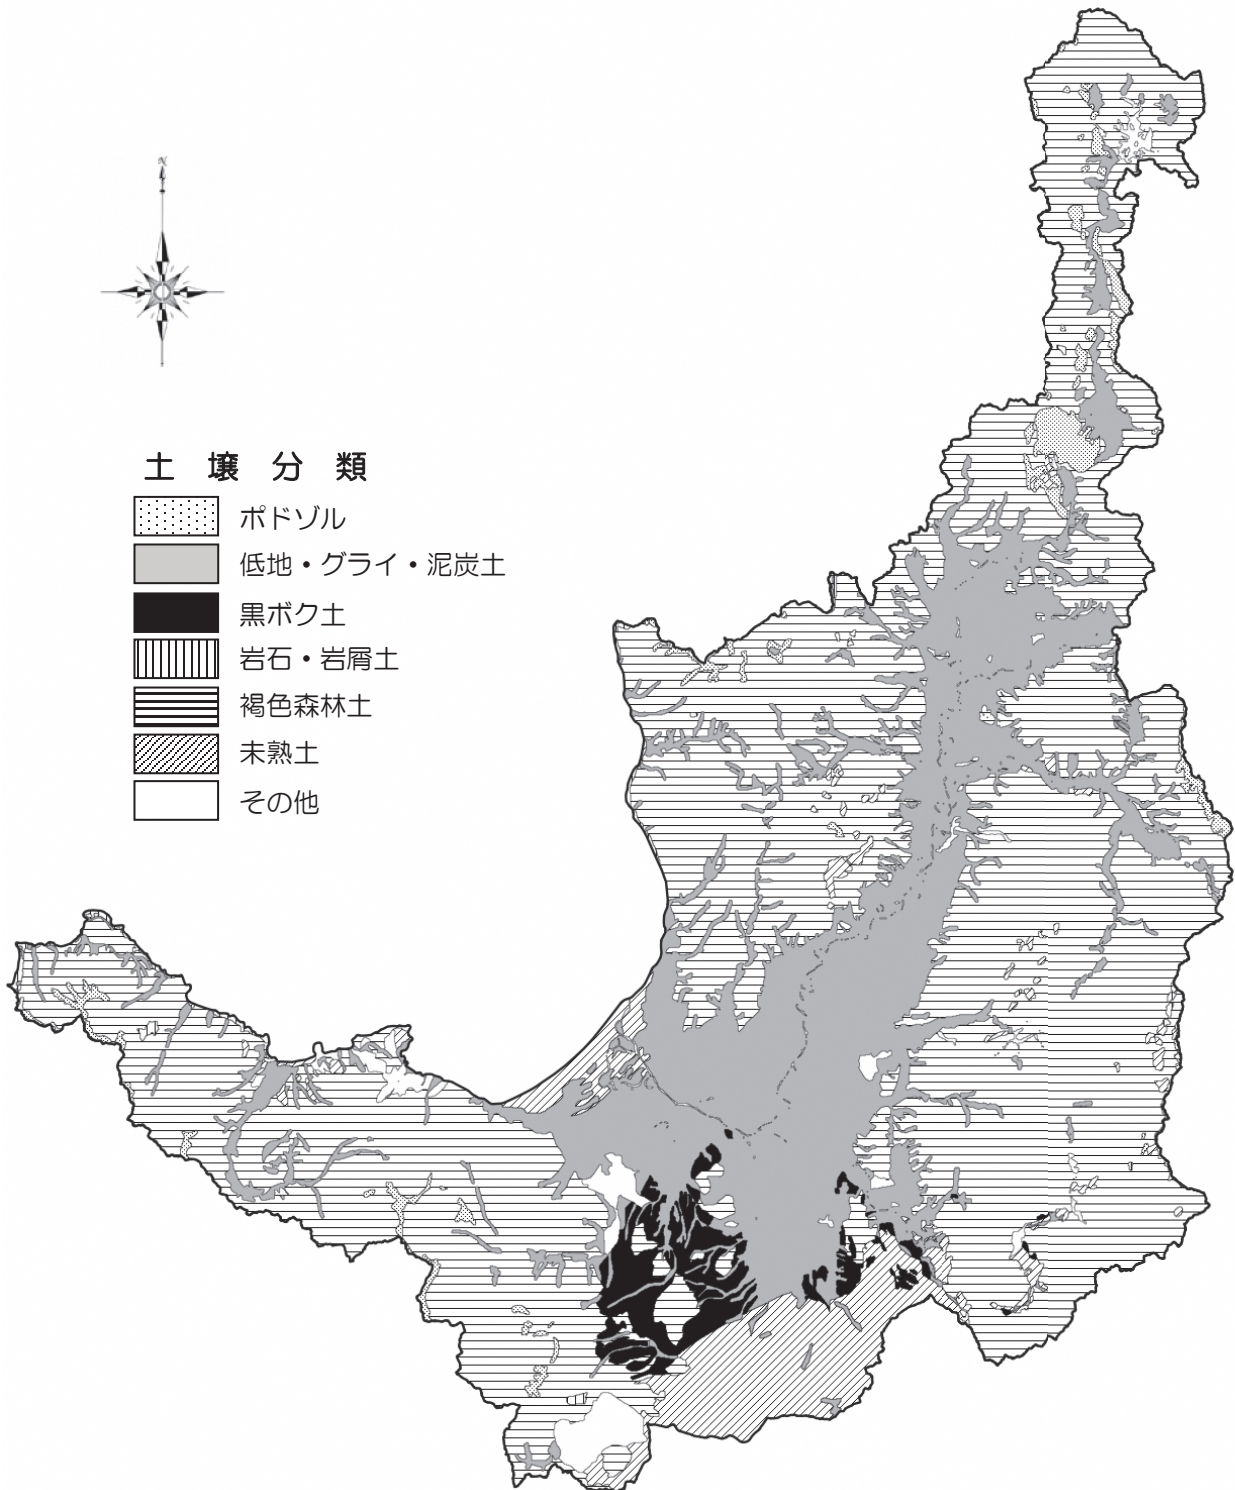 N
土壌分類
ポドゾル
低地・グライ・泥炭土
黒ボク土
岩石・岩屑土
褐色森林土
未熟土
その他